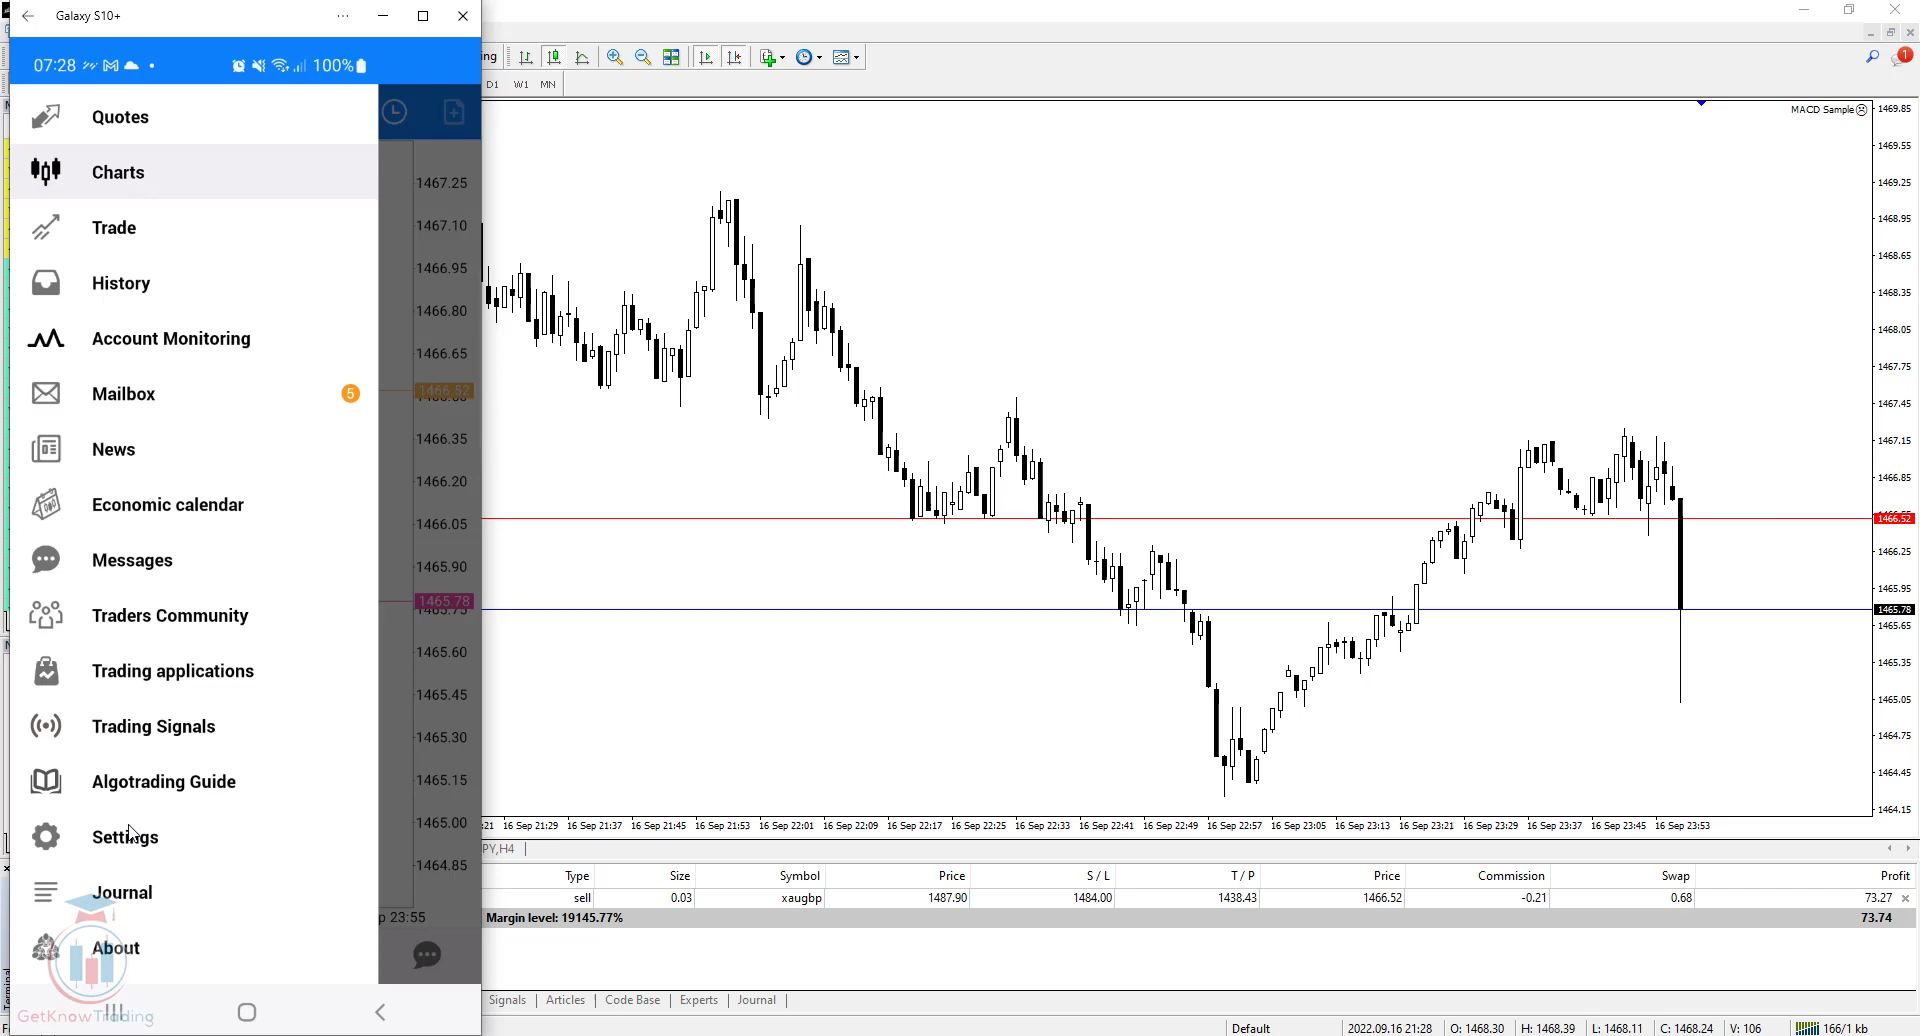 Galaxy S10+
07:28
100%
Quotes
Charts
Trade
History
Account Monitoring
Mailbox
5
News
Economic calendar
Messages
Traders Community
Trading applications
Trading Signals
Algotrading Guide
Settings
Journal
About
GetKnowTrading
1467.25
1467.10
1466.95
1466.80
1466.65
1466.52
1466.35
1466.20
1466.05
1465.90
1465.78
1465.75
1465.60
1465.45
1465.30
1465.15
1465.00
1464.85
p 23:55
ing
D1 W1 MN
1
MACD Sample
1469.85
1469.55
1469.25
1468.95
1468.65
1468.35
1468.05
1467.75
1467.45
1467.15
1466.85
1466.52
1466.25
1465.95
1465.78
1465.65
1465.35
1465.05
1464.75
1464.45
1464.15
:21 16 Sep 21:29 16 Sep 21:37 16 Sep 21:45 16 Sep 21:53 16 Sep 22:01 16 Sep 22:09 16 Sep 22:17 16 Sep 22:25 16 Sep 22:33 16 Sep 22:41 16 Sep 22:49 16 Sep 22:57 16 Sep 23:05 16 Sep 23:13 16 Sep 23:21 16 Sep 23:29 16 Sep 23:37 16 Sep 23:45 16 Sep 23:53
PY,H4
Type Size Symbol Price S / L T / P Price Commission Swap Profit
sell 0.03 xaugbp 1487.90 1484.00 1438.43 1466.52 -0.21 0.68 73.27
Margin level: 19145.77% 73.74
Signals Articles Code Base Experts Journal
Default 2022.09.16 21:28 O: 1468.30 H: 1468.39 L: 1468.11 C: 1468.24 V: 106 166/1 kb